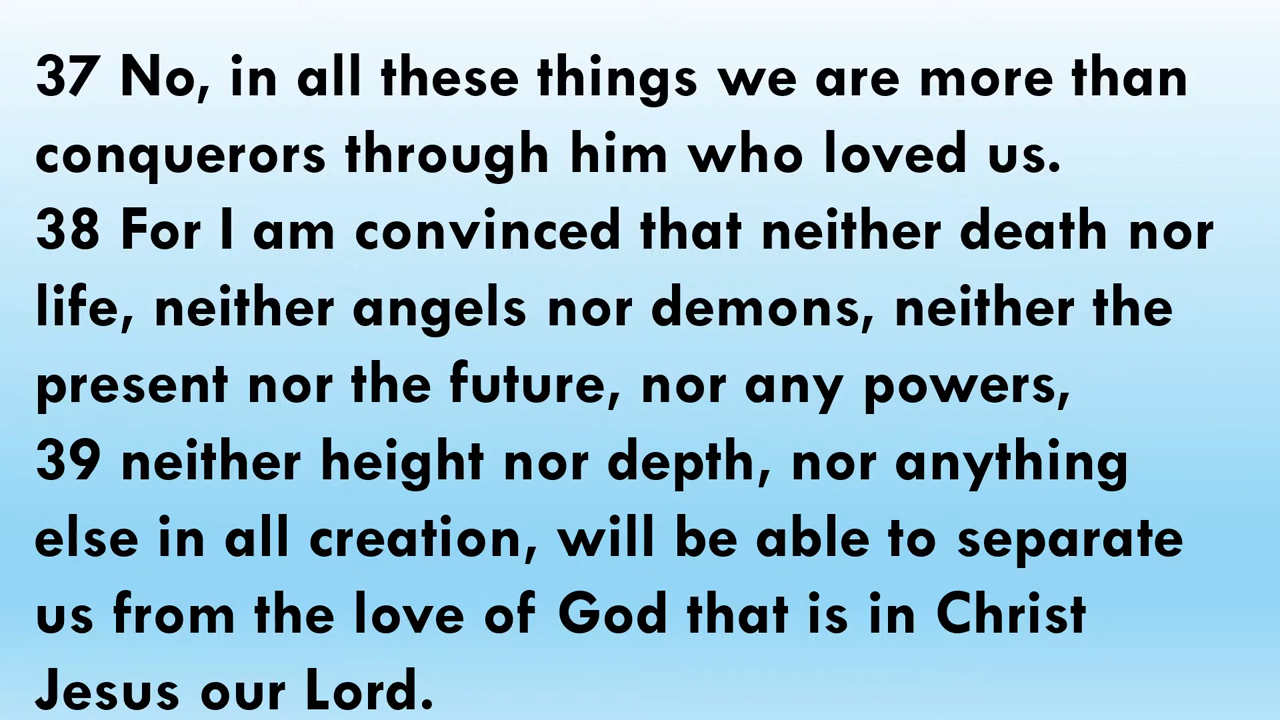 37 No, in all these things we are more than
conquerors through him who loved us.
38 For I am convinced that neither death nor
life, neither angels nor demons, neither the
present nor the future, nor any powers,
39 neither height nor depth, nor anything
else in all creation, will be able to separate
us from the love of God that is in Christ
Jesus our Lord.